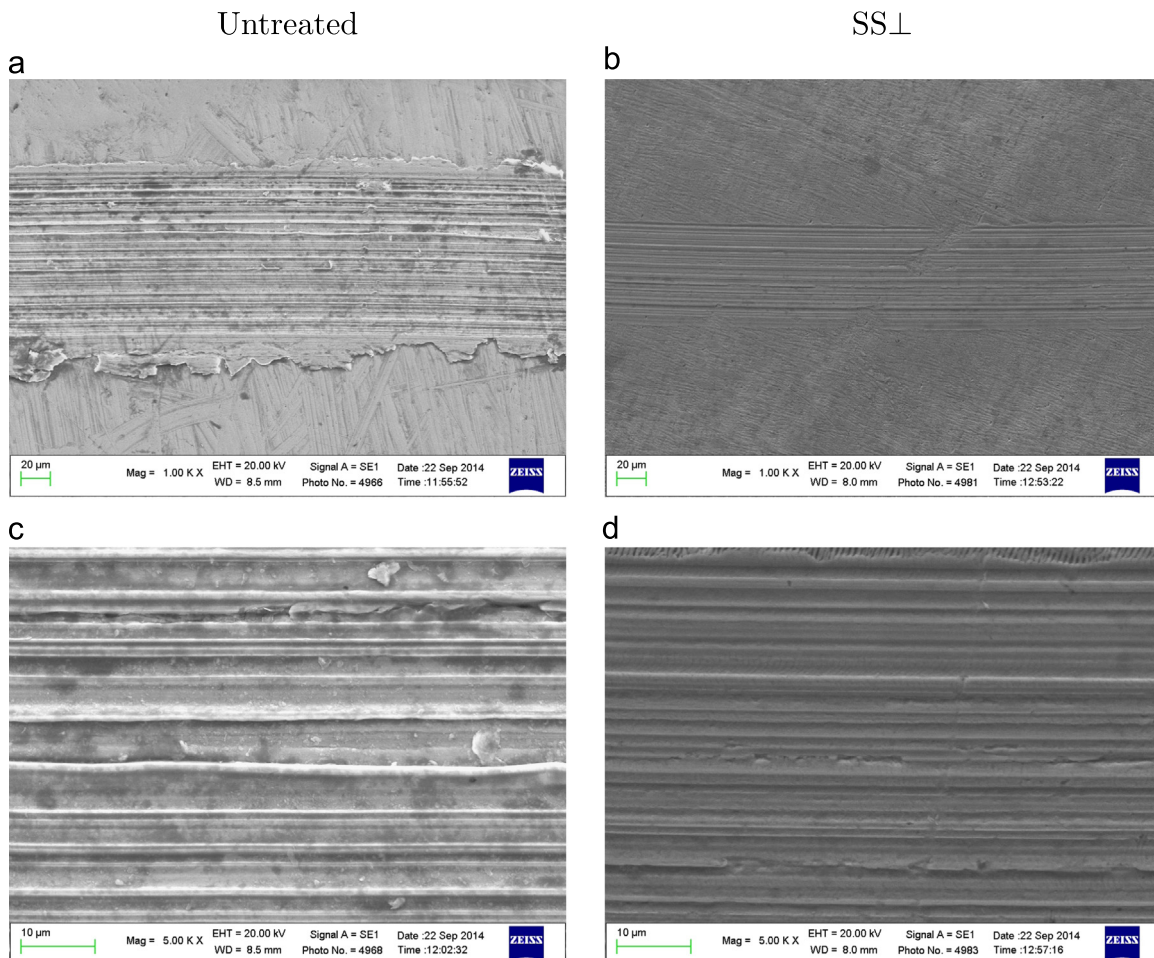 Untreated
SS⊥
a
b
20 µm
Mag = 1.00 K X
EHT = 20.00 kV
WD = 8.5 mm
Signal A = SE1
Photo No. = 4966
Date :22 Sep 2014
Time :11:55:52
ZEISS
20 µm
Mag = 1.00 K X
EHT = 20.00 kV
WD = 8.0 mm
Signal A = SE1
Photo No. = 4981
Date :22 Sep 2014
Time :12:53:22
ZEISS
c
d
10 µm
Mag = 5.00 K X
EHT = 20.00 kV
WD = 8.5 mm
Signal A = SE1
Photo No. = 4968
Date :22 Sep 2014
Time :12:02:32
ZEISS
10 µm
Mag = 5.00 K X
EHT = 20.00 kV
WD = 8.0 mm
Signal A = SE1
Photo No. = 4983
Date :22 Sep 2014
Time :12:57:16
ZEISS